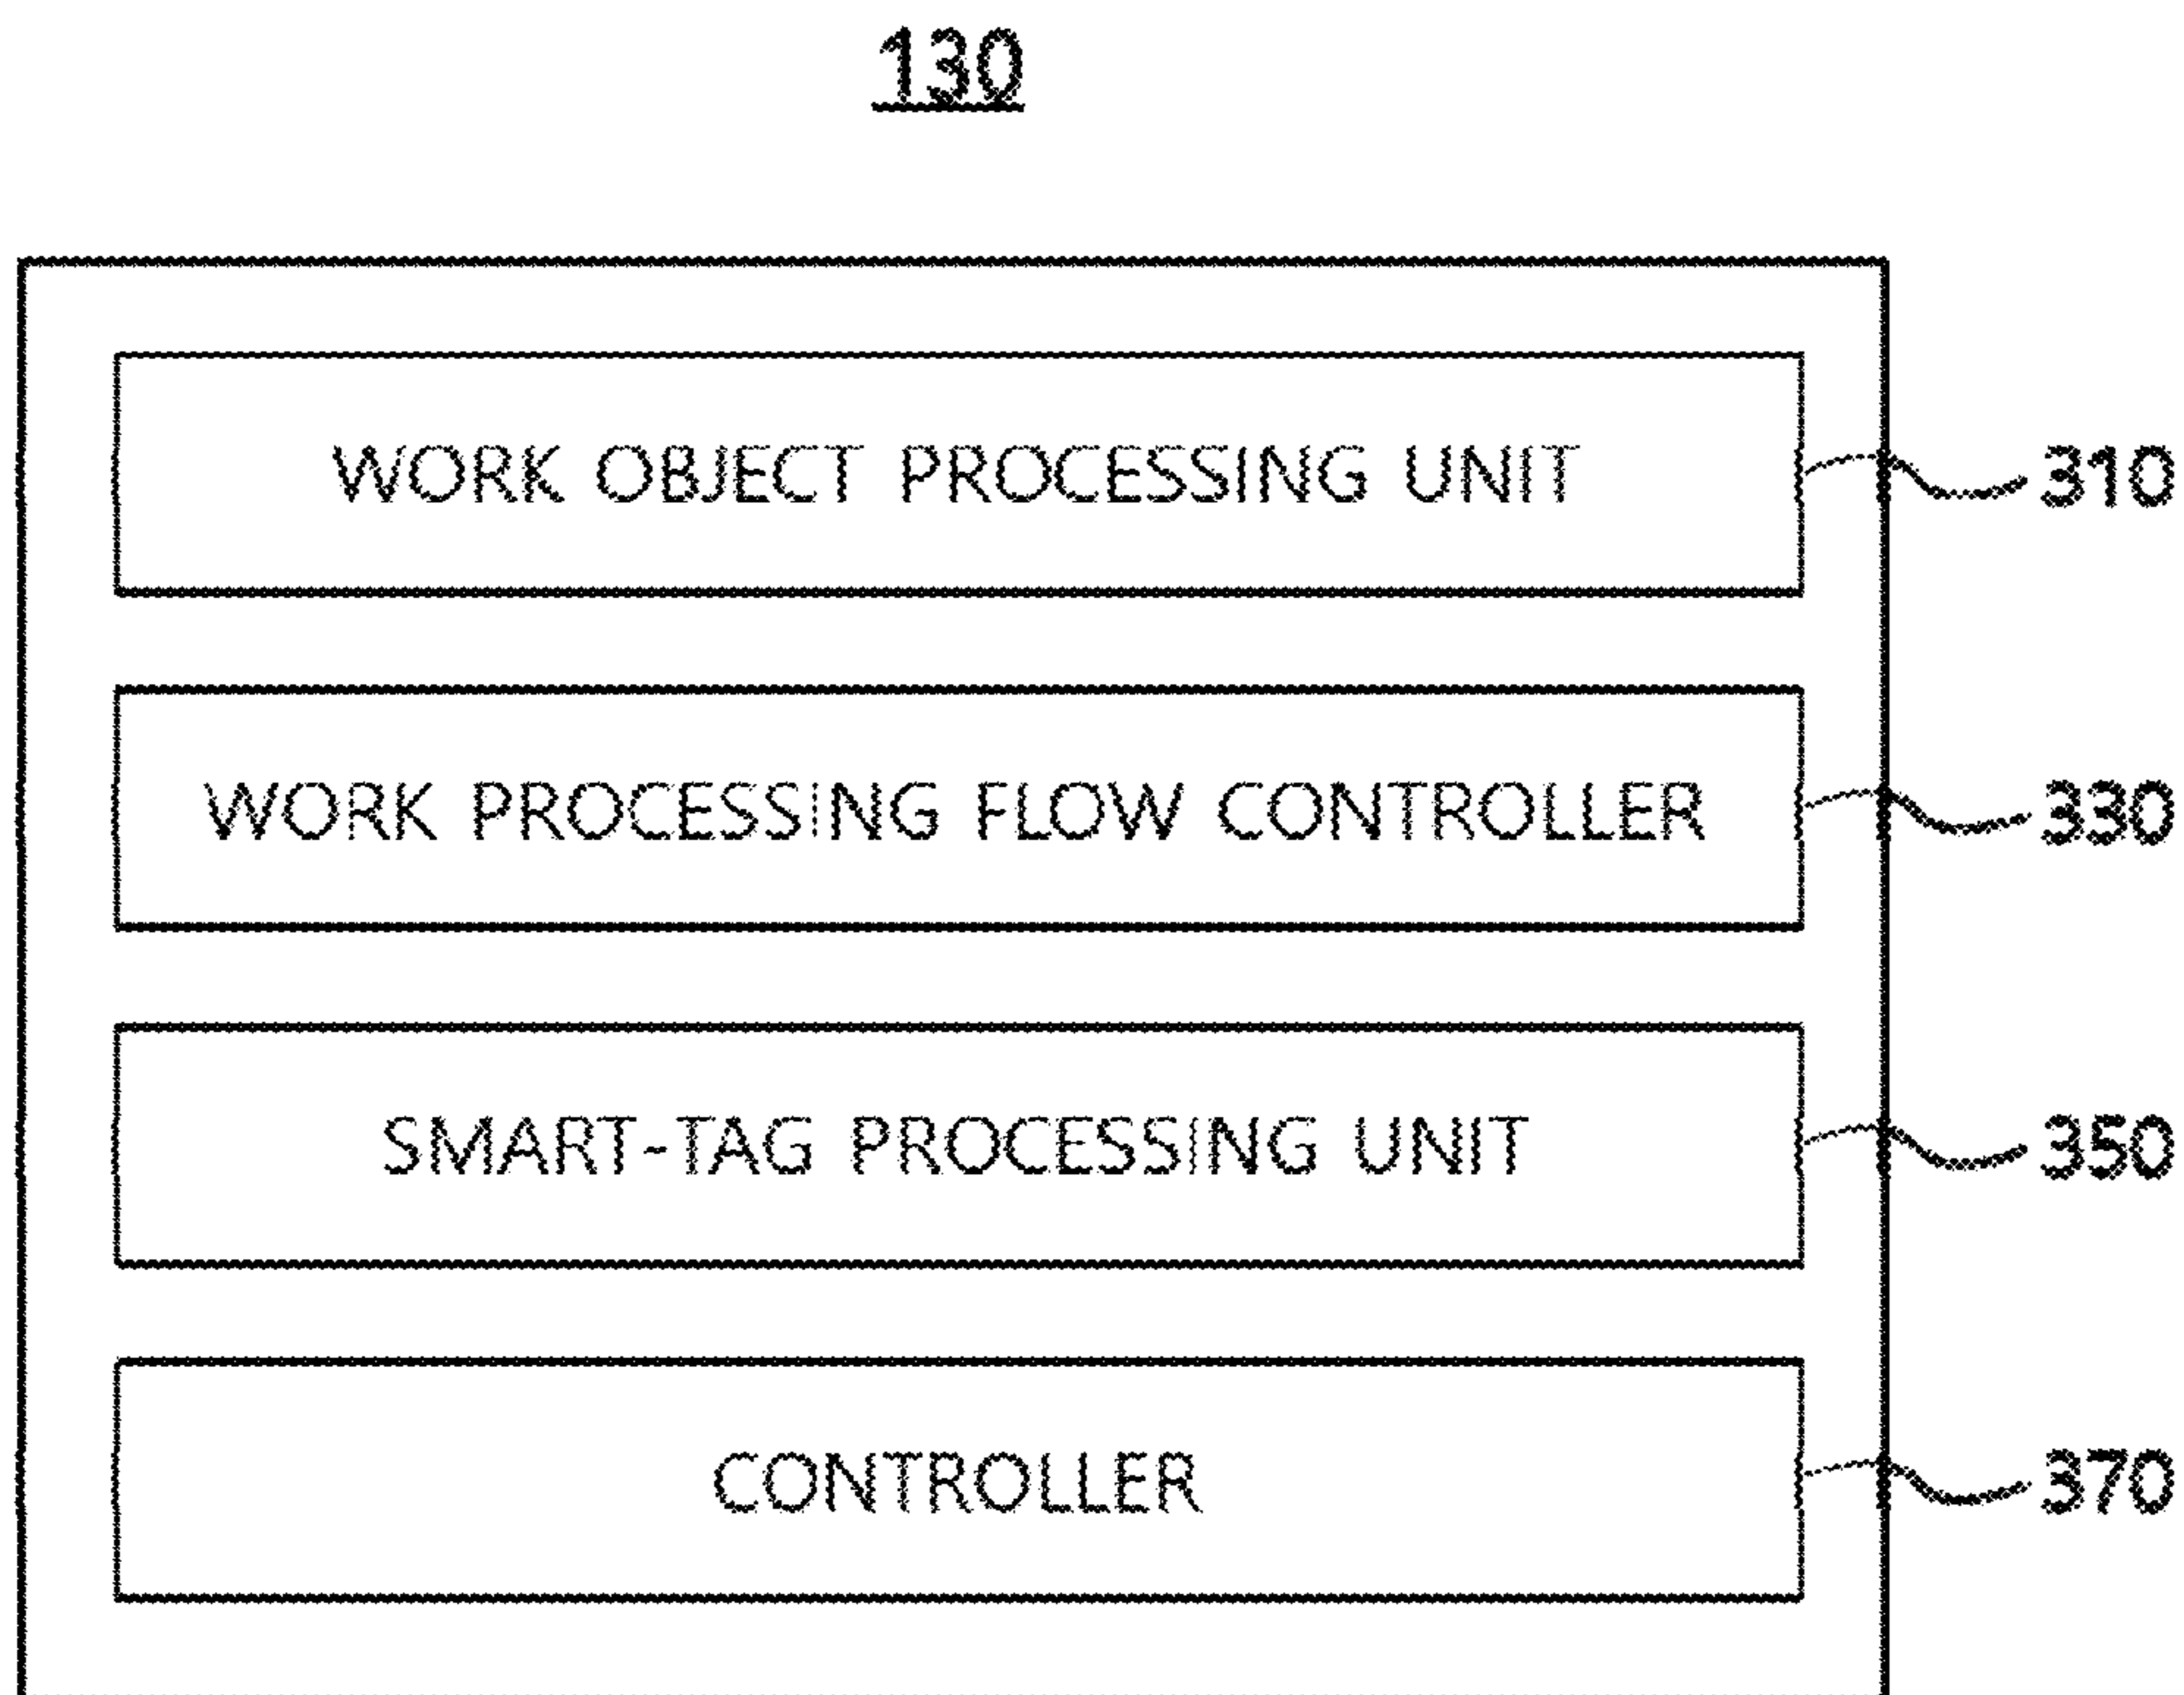 130
WORK OBJECT PROCESSING UNIT 310
WORK PROCESSING FLOW CONTROLLER 330
SMART-TAG PROCESSING UNIT 350
CONTROLLER 370